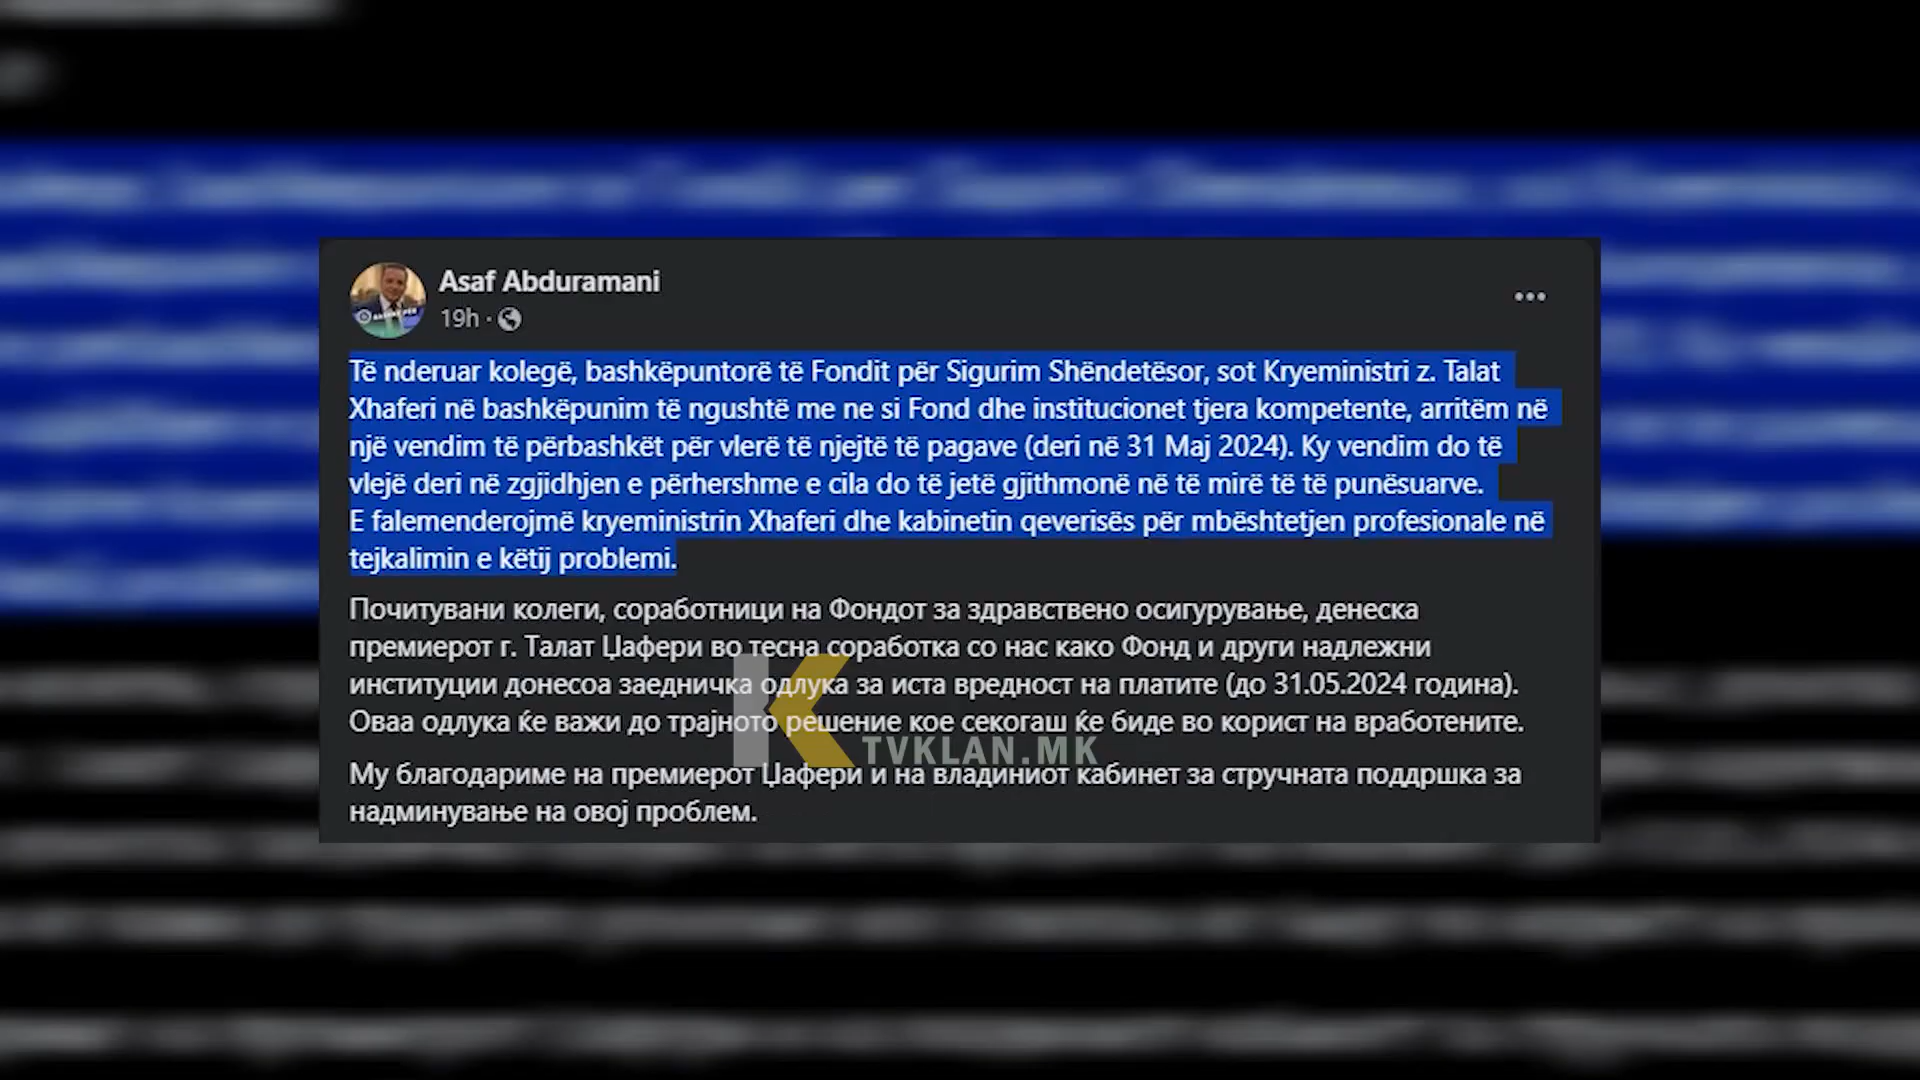 Asaf Abduramani
19h ·
Të nderuar kolegë, bashkëpuntorë të Fondit për Sigurim Shëndetësor, sot Kryeministri z. Talat
Xhaferi në bashkëpunim të ngushtë me ne si Fond dhe institucionet tjera kompetente, arritëm në
një vendim të përbashkët për vlerë të njejtë të pagave (deri në 31 Maj 2024). Ky vendim do të
vlejë deri në zgjidhjen e përhershme e cila do të jetë gjithmonë në të mirë të të punësuarve.
E falemenderojmë kryeministrin Xhaferi dhe kabinetin qeverisës për mbështetjen profesionale në
tejkalimin e këtij problemi.
Почитувани колеги, соработници на Фондот за здравствено осигурување, денеска
премиерот г. Талат Џафери во тесна соработка со нас како Фонд и други надлежни
институции донесоа заедничка одлука за иста вредност на платите (до 31.05.2024 година).
Оваа одлука ќе важи до трајното решение кое секогаш ќе биде во корист на вработените.
TVKLAN.MK
Му благодариме на премиерот Џафери и на владиниот кабинет за стручната поддршка за
надминување на овој проблем.